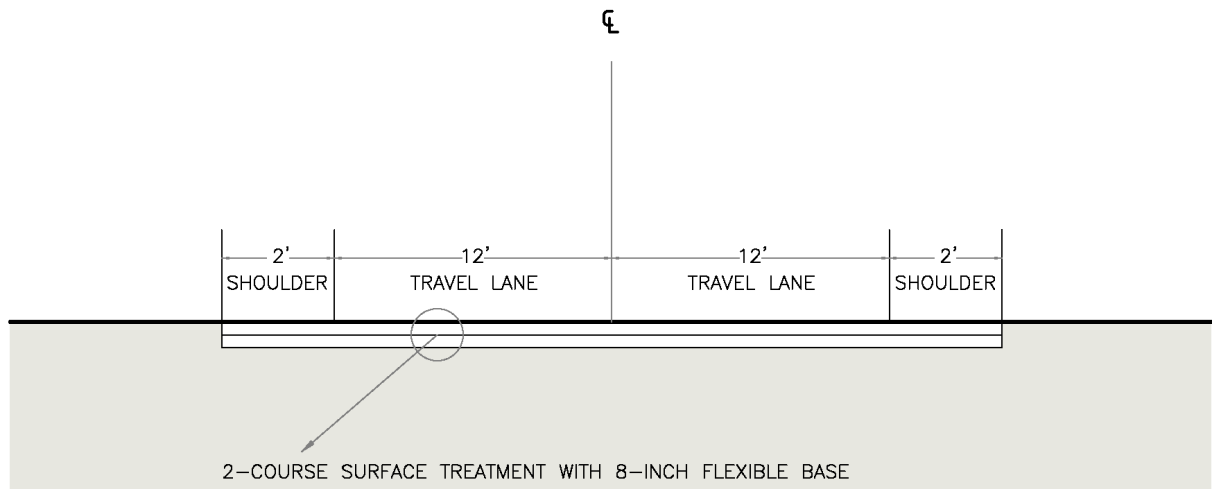 ℄
2' 12' 12' 2'
SHOULDER TRAVEL LANE TRAVEL LANE SHOULDER
2-COURSE SURFACE TREATMENT WITH 8-INCH FLEXIBLE BASE